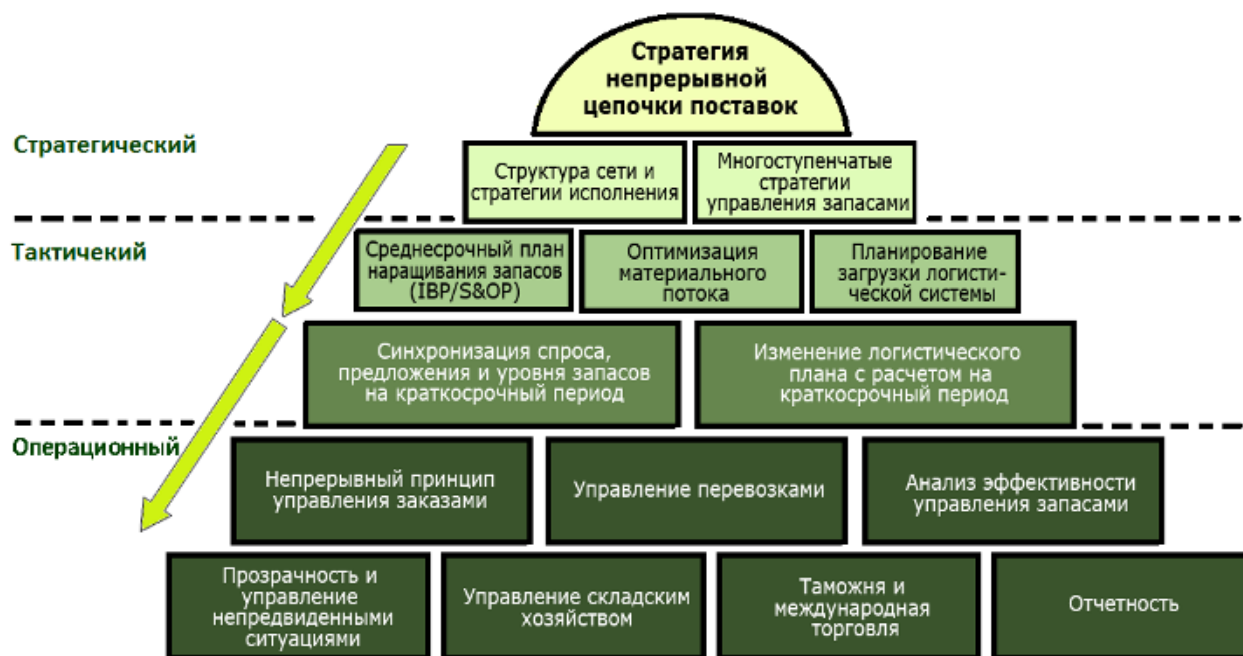 Стратегия
непрерывной
цепочки поставок
Стратегический
Структура сети и
стратегии исполнения
Многоступенчатые
стратегии
управления запасами
Тактичекий
Среднесрочный план
наращивания запасов
(IBP/S&OP)
Оптимизация
материального
потока
Планирование
загрузки логисти-
ческой системы
Синхронизация спроса,
предложения и уровня запасов
на краткосрочный период
Изменение логистического
плана с расчетом на
краткосрочный период
Операционный
Непрерывный принцип
управления заказами
Управление перевозками
Анализ эффективности
управления запасами
Прозрачность и
управление
непредвиденными
ситуациями
Управление складским
хозяйством
Таможня и
международная
торговля
Отчетность